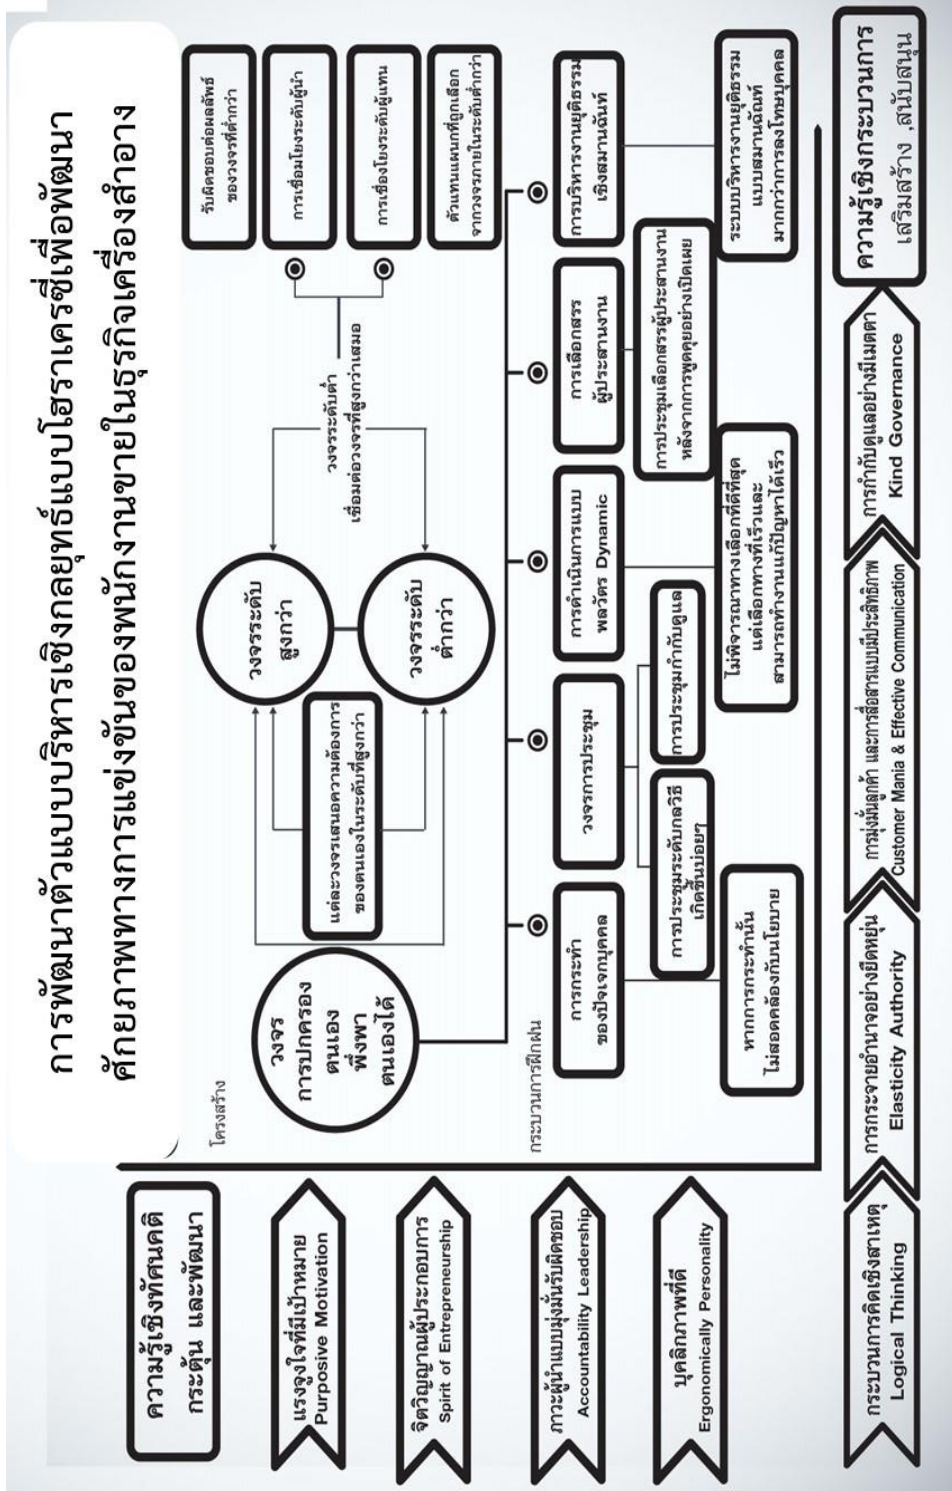 การพัฒนาตัวแบบบริหารเชิงกลยุทธ์แบบโฮราเครซี่เพื่อพัฒนา
ศักยภาพทางการแข่งขันของพนักงานขายในธุรกิจเครื่องสำอาง
ความรู้เชิงทัศนคติ
กระตุ้น และพัฒนา
แรงจูงใจที่มีเป้าหมาย
Purposive Motivation
จิตวิญญาณผู้ประกอบการ
Spirit of Entrepreneurship
ภาวะผู้นำแบบมุ่งมั่นรับผิดชอบ
Accountability Leadership
บุคลิกภาพที่ดี
Ergonomically Personality
โครงสร้าง
วงจร
การปกครอง
ตนเอง
พึ่งพา
ตนเองได้
แต่ละวงจรเสนอความต้องการ
ของตนเองในระดับที่สูงกว่า
วงจรระดับ
สูงกว่า
วงจรระดับ
ต่ำกว่า
วงจรระดับต่ำ
เชื่อมต่อวงจรที่สูงกว่าเสมอ
รับผิดชอบต่อผลลัพธ์
ของวงจรที่ต่ำกว่า
การเชื่อมโยงระดับผู้นำ
การเชื่องโยงระดับผู้แทน
ตัวแทนแผนกที่ถูกเลือก
จากวงจรภายในระดับต่ำกว่า
กระบวนการฝึกฝน
การกระทำ
ของปัจเจกบุคคล
วงจรการประชุม
การดำเนินการแบบ
พลวัตร Dynamic
การเลือกสรร
ผู้ประสานงาน
การบริหารงานยุติธรรม
เชิงสมานฉันท์
หากการกระทำนั้น
ไม่สอดคล้องกับนโยบาย
การประชุมระดับกลวิธี
เกิดขึ้นบ่อยๆ
การประชุมกำกับดูแล
ไม่พิจารณาทางเลือกที่ดีที่สุด
แต่เลือกทางที่เร็วและ
สามารถทำงานแก้ปัญหาได้เร็ว
การประชุมเลือกสรรผู้ประสานงาน
หลังจากการพูดคุยอย่างเปิดเผย
ระบบบริหารงานยุติธรรม
แบบสมานฉันท์
มากกว่าการลงโทษบุคคล
กระบวนการคิดเชิงสาเหตุ
Logical Thinking
การกระจายอำนาจอย่างยืดหยุ่น
Elasticity Authority
การมุ่งมั่นลูกค้า และการสื่อสารแบบมีประสิทธิภาพ
Customer Mania & Effective Communication
การกำกับดูแลอย่างมีเมตตา
Kind Governance
ความรู้เชิงกระบวนการ
เสริมสร้าง ,สนับสนุน